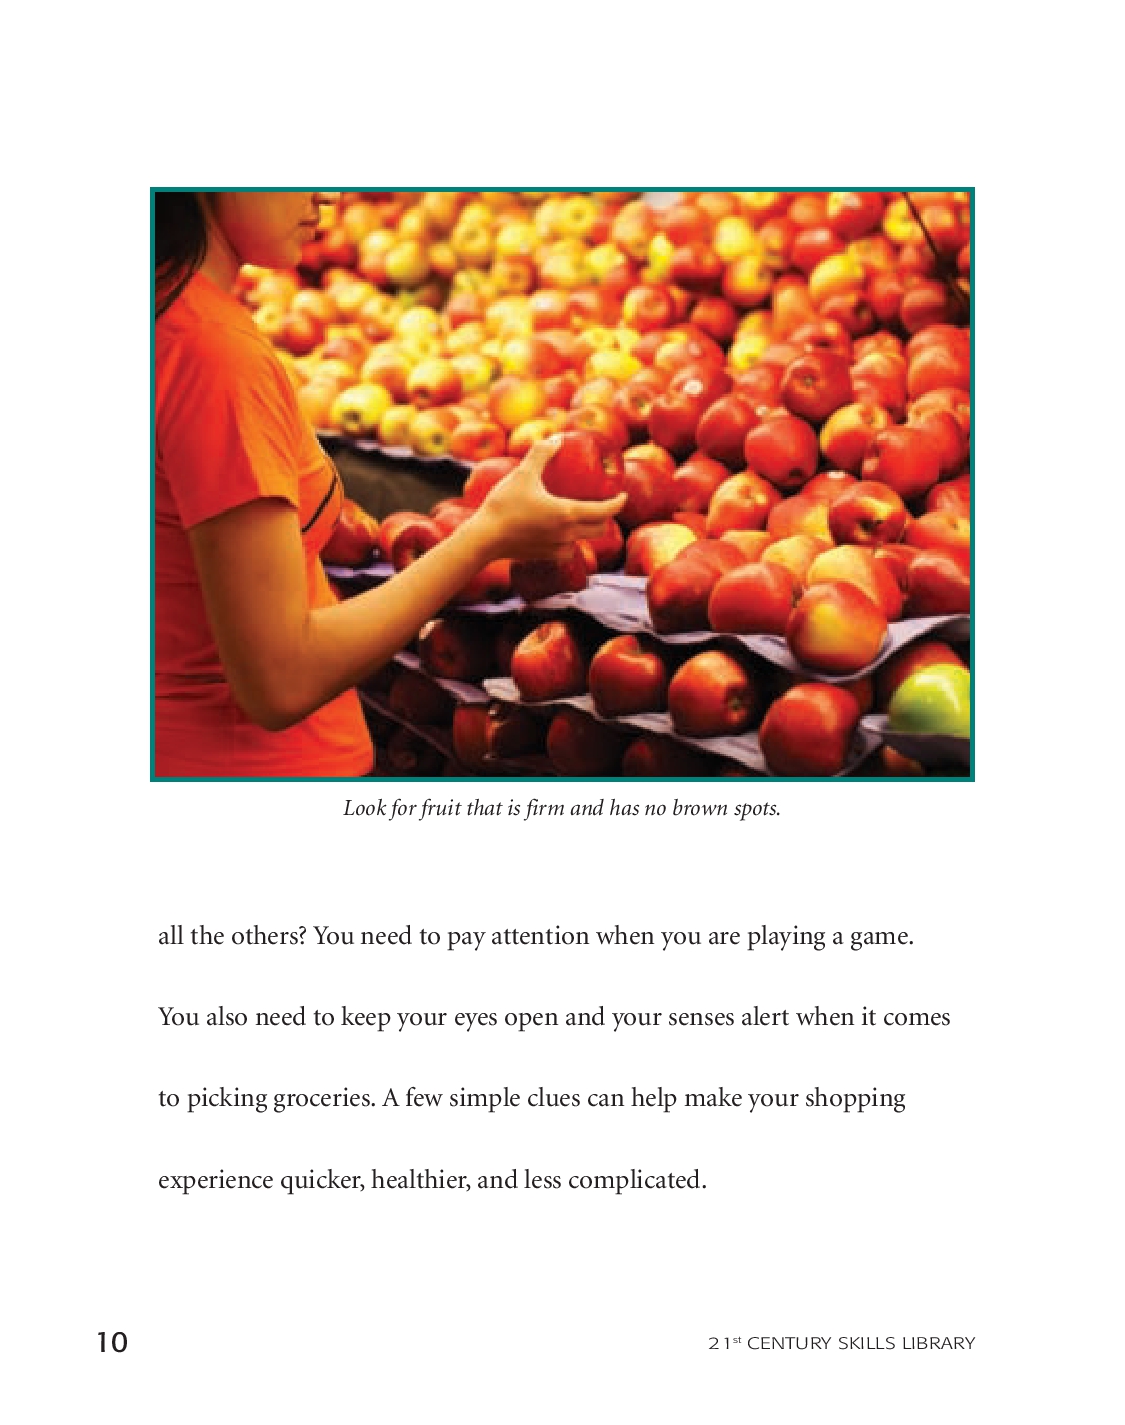 Look for fruit that is firm and has no brown spots.
all the others? You need to pay attention when you are playing a game.
You also need to keep your eyes open and your senses alert when it comes
to picking groceries. A few simple clues can help make your shopping
experience quicker, healthier, and less complicated.
10
21st CENTURY SKILLS LIBRARY